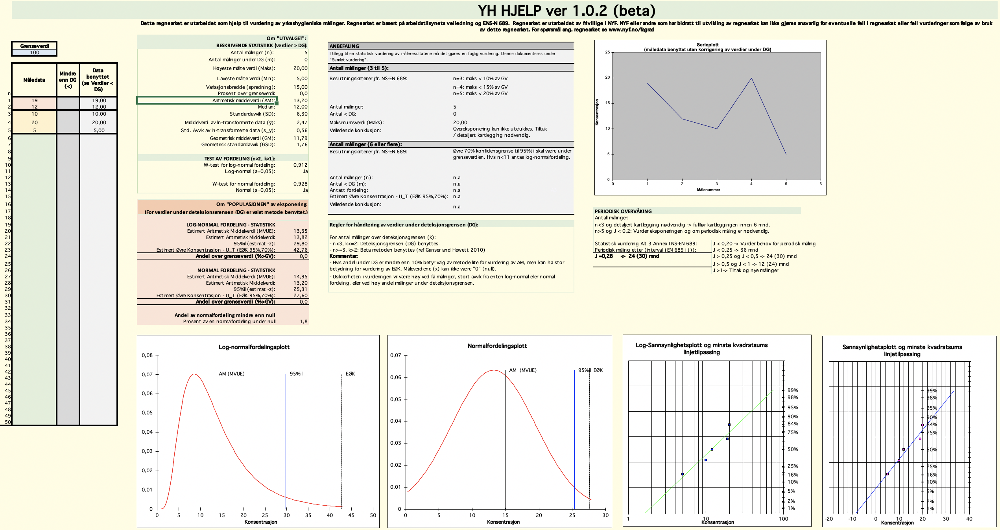 YH HJELP ver 1.0.2 (beta)
Dette regnearket er utarbeidet som hjelp til vurdering av yrkeshygieniske målinger. Regnearket er basert på arbeidstilsynets veiledning og ENS-N 689. Regnearket er utarbeidet av frivillige i NYF. NYF eller andre som har bidratt til utvikling av regnearket kan ikke gjøres ansvarlig for eventuelle feil i regnearket eller feil vurderinger som følge av bruk
av dette regnearket. For spørsmål ang. regnearket se www.nyf.no/fagrad
Grenseverdi
100
n
Måledata
Mindre
enn DG
(<)
Data
benyttet
(se Verdier <
DG)
1 19 19,00
2 12 12,00
3 10 10,00
4 20 20,00
5 5 5,00
6
7
8
9
10
11
12
13
14
15
16
17
18
19
20
21
22
23
24
25
26
27
28
29
30
31
32
33
34
35
36
37
38
39
40
41
42
43
44
45
46
47
48
49
50
Om "UTVALGET":
BESKRIVENDE STATISTIKK (verdier > DG):
Antall målinger (n): 5
Antall målinger under DG (m): 0
Høyeste målte verdi (Maks): 20,00
Laveste målte verdi (Min): 5,00
Variasjonsbredde (spredning): 15,00
Prosent over grenseverdi: 0,0
Aritmetisk middelverdi (AM): 13,20
Median: 12,00
Standardavvik (SD): 6,30
Middelverdi av ln-transformerte data (ŷ): 2,47
Std. Avvik av ln-transformerte data (s_y): 0,56
Geometrisk middelverdi (GM): 11,79
Geometrisk standardavvik (GSD): 1,76
TEST AV FORDELING (n>2, k>1):
W-test for log-normal fordeling: 0,912
Log-normal (a=0,05): Ja
W-test for normal fordeling: 0,928
Normal (a=0,05): Ja
Om "POPULASJONEN" av eksponering:
(For verdier under deteksjonsgrensen (DG) er valgt metode benyttet.)
LOG-NORMAL FORDELING - STATISTIKK
Estimert Aritmetisk Middelverdi (MVUE): 13,35
Estimert Aritmetisk Middelverdi: 13,82
95%il (estimat -z): 29,80
Estimert Øvre Konsentrasjon - U_T (EØK 95%,70%): 42,76
Andel over grenseverdi (%>GV): 0,0
NORMAL FORDELING - STATISTIKK
Estimert Aritmetisk Middelverdi (MVUE): 14,95
Estimert Aritmetisk Middelverdi: 13,20
95%il (estimat -z): 25,31
Estimert Øvre Konsentrasjon - U_T (EØK 95%,70%): 27,60
Andel over grenseverdi (%>GV): 0,0
Andel av normalfordeling mindre enn null
Prosent av en normalfordeling under null 1,8
ANBEFALING
I tillegg til en statistisk vurdering av måleresultatene må det gjøres en faglig vurdering. Denne dokumenteres under
"Samlet vurdering".
Antall målinger (3 til 5):
Beslutningskriterier jfr. NS-EN 689: n=3: maks < 10% av GV
n=4: maks < 15% av GV
n=5: maks < 20% av GV
Antall målinger: 5
Antall < DG: 0
Maksimumsverdi (Maks): 20,00
Veiledende konklusjon: Overeksponering kan ikke utelukkes. Tiltak
/ detaljert kartlegging nødvendig.
Antall målinger (6 eller flere):
Beslutningskriterier jfr. NS-EN 689: Øvre 70% konfidensgrense til 95%til skal være under
grenseverdien. Hvis n<11 antas log-normalfordeling.
Antall målinger (n): n.a
Antall < DG (m): n.a
Antatt fordeling: n.a
Estimert Øvre Konsentrasjon - U_T (EØK 95%,70%): n.a
Veiledende konklusjon: n.a
Regler for håndtering av verdier under deteksjonsgrensen (DG):
For antall målinger over deteksjonsgrensen (k):
- n<3, k<=2: Deteksjonsgrensen (DG) benyttes.
- n>=3, k>2: Beta metoden benyttes (ref Ganser and Hewett 2010)
Kommentar:
- Hvis andel under DG er mindre enn 10% betyr valg av metode lite for vurdering av AM, men kan ha stor
betydning for vurdering av EØK. Måleverdiene (x) kan ikke være "0" (null).
- Usikkerheten i vurderingen vil være høy ved få målinger, stort avvik fra enten log-normal eller normal
fordeling, eller ved høy andel målinger under deteksjonsgrensen.
Serieplott
(måledata benyttet uten korrigering av verdier under DG)
Konsentrasjon
25
20
15
10
5
0
0 1 2 3 4 5 6
Målenummer
PERIODISK OVERVÅKING
Antall målinger:
n<3 og detaljert kartlegging nødvendig -> fullfør kartleggingen innen 6 mnd.
n>5 og J < 0,2: Vurder eksponeringen og om periodisk måling er nødvendig.
Statistisk vurdering Alt 3 Annex I NS-EN 689: J < 0,20 -> Vurder behov for periodisk måling
Periodisk måling etter (intervall i EN 689 i ()): J < 0,25 -> 36 mnd
J =0,28 -> 24 (30) mnd J > 0,25 og J < 0,5 -> 24 (30) mnd
J > 0,5 og J < 1 -> 12 (24) mnd
J >1-> Tiltak og nye målinger
Log-normalfordelingsplott
0,08
0,07
0,06
0,05
0,04
0,03
0,02
0,01
0
AM (MVUE) 95%il EØK
0 5 10 15 20 25 30 35 40 45 50
Konsentrasjon
Normalfordelingsplott
0,07
0,06
0,05
0,04
0,03
0,02
0,01
0
AM (MVUE) 95%il EØK
0 5 10 15 20 25 30
Konsentrasjon
Log-Sannsynlighetsplott og minste kvadratsums
linjetilpassing
99%
98%
95%
90%
84%
75%
50%
25%
16%
10%
5%
2%
1%
1 10 100
Konsentrasjon
Sannsynlighetsplott og minste kvadratsums
linjetilpassing
99%
98%
95%
90%
84%
75%
50%
25%
16%
10%
5%
2%
1%
-20 -10 0 10 20 30 40
Konsentrasjon